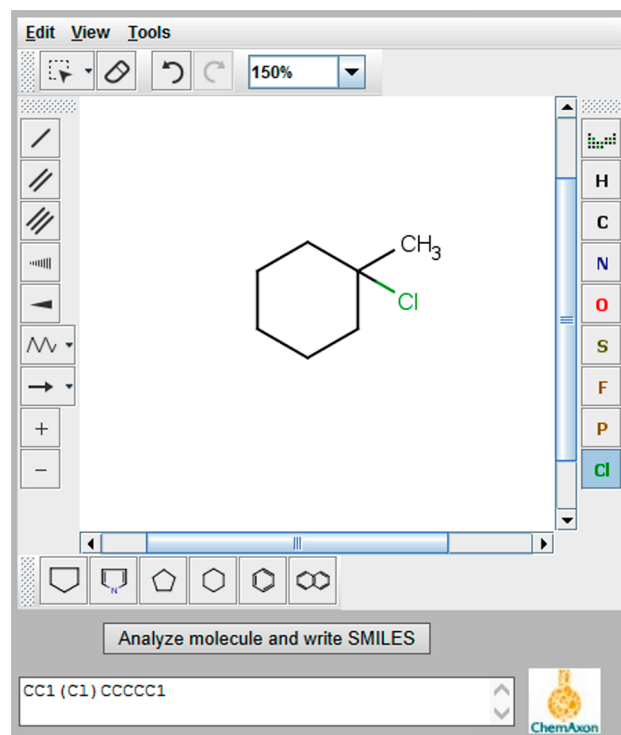 Edit View Tools
150%
H
C
N
O
S
F
P
Cl
CH3
Cl
N
Analyze molecule and write SMILES
CC1(Cl)CCCCC1
ChemAxon